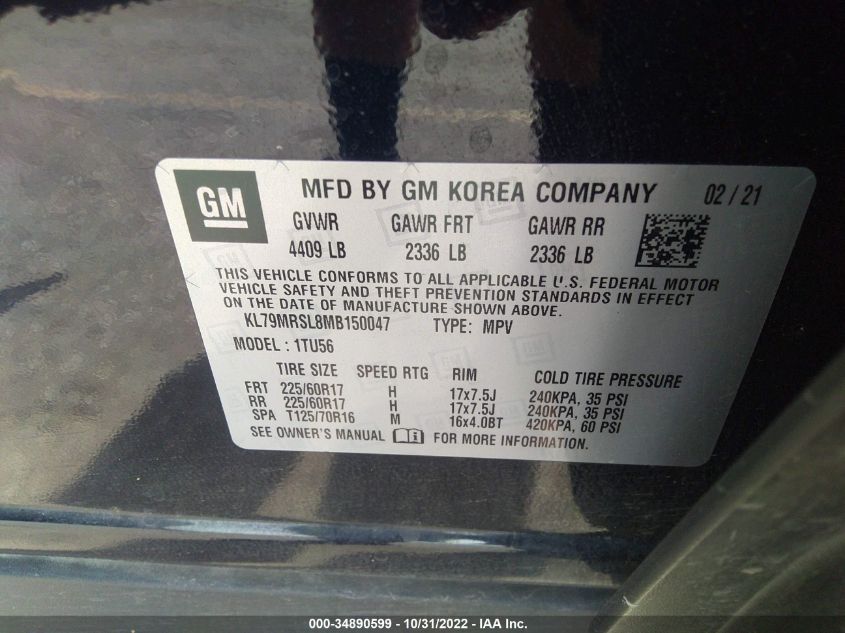 GM MFD BY GM KOREA COMPANY 02 / 21
GVWR GAWR FRT GAWR RR
4409 LB 2336 LB 2336 LB
THIS VEHICLE CONFORMS TO ALL APPLICABLE U.S. FEDERAL MOTOR
VEHICLE SAFETY AND THEFT PREVENTION STANDARDS IN EFFECT
ON THE DATE OF MANUFACTURE SHOWN ABOVE.
KL79MRSL8MB150047 TYPE: MPV
MODEL : 1TU56
TIRE SIZE SPEED RTG RIM COLD TIRE PRESSURE
FRT 225/60R17 H 17x7.5J 240KPA, 35 PSI
RR 225/60R17 H 17x7.5J 240KPA, 35 PSI
SPA T125/70R16 M 16x4.0BT 420KPA, 60 PSI
SEE OWNER'S MANUAL FOR MORE INFORMATION.
000-34890599 - 10/31/2022 - IAA Inc.